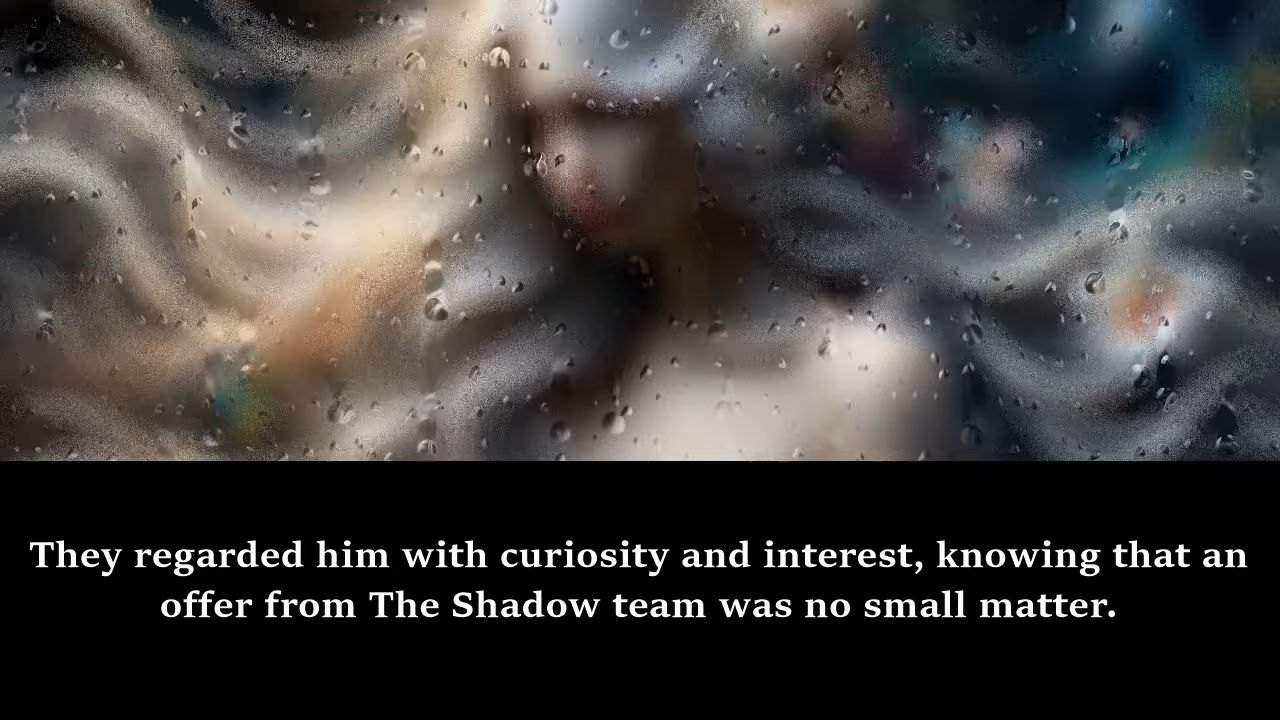 They regarded him with curiosity and interest, knowing that an
offer from The Shadow team was no small matter.